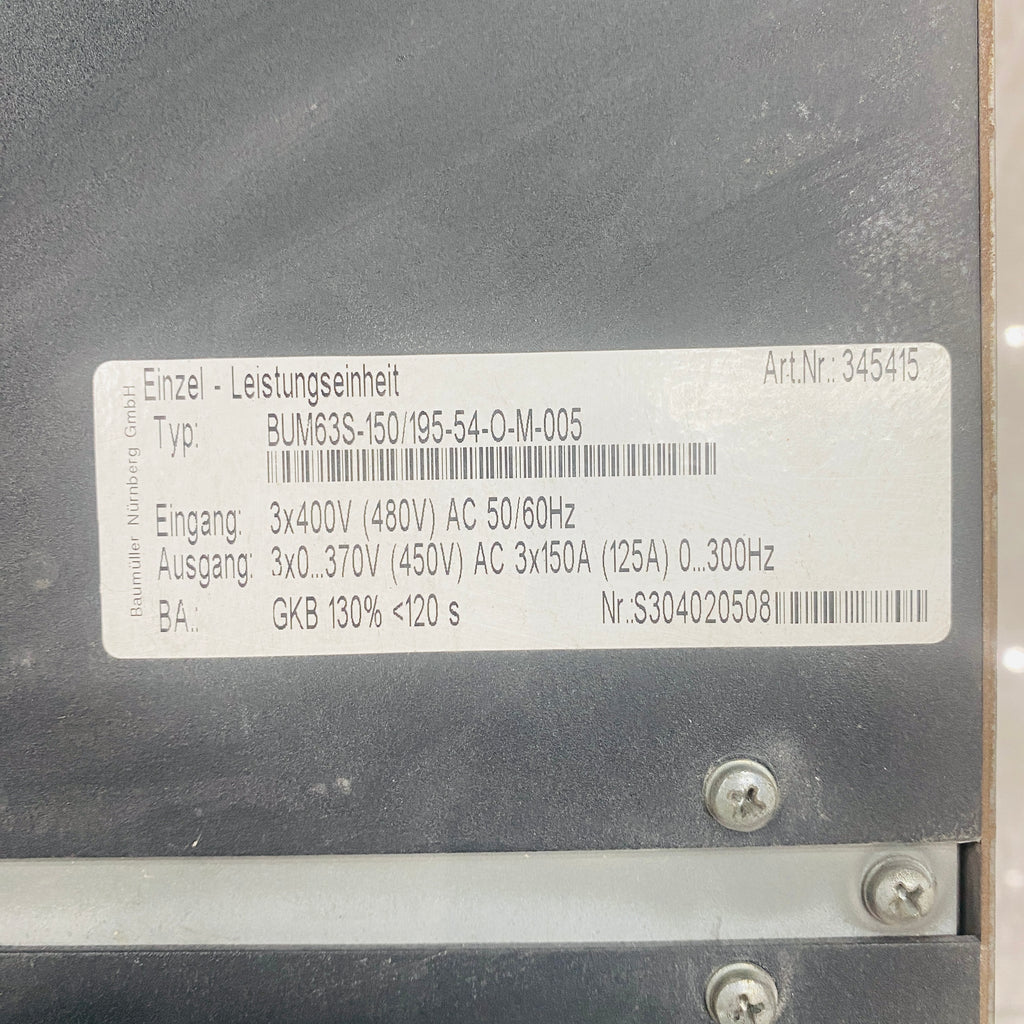 Einzel - Leistungseinheit Art.Nr.: 345415
Typ: BUM63S-150/195-54-O-M-005
Eingang: 3x400V (480V) AC 50/60Hz
Ausgang: 3x0...370V (450V) AC 3x150A (125A) 0...300Hz
BA.: GKB 130% <120 s Nr.:S304020508
Baumüller Nürnberg GmbH